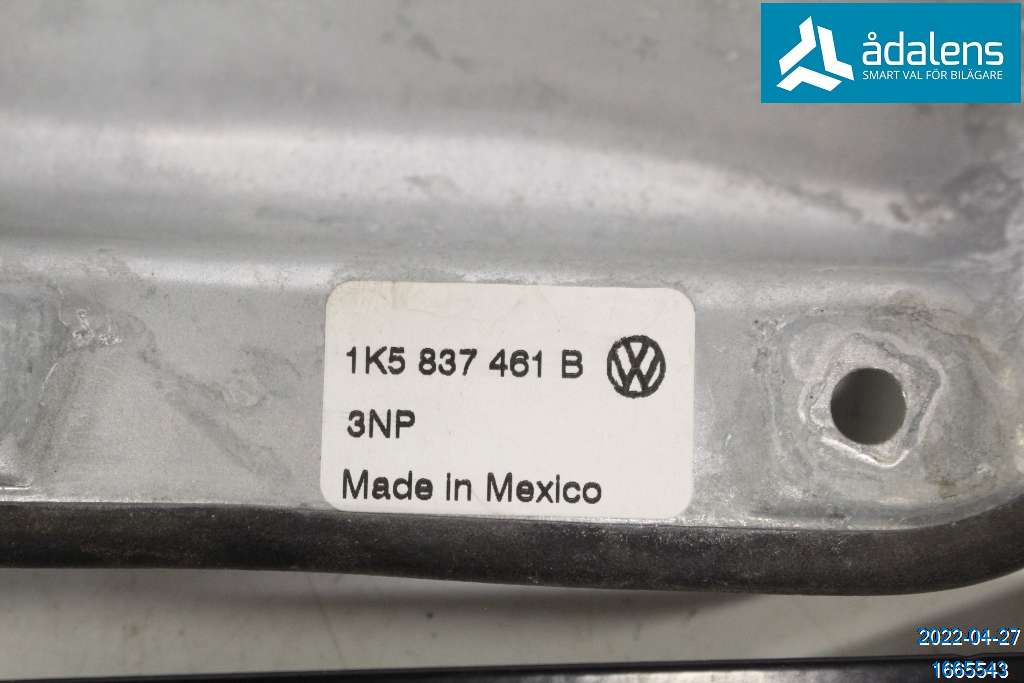 ådalens
SMART VAL FÖR BILÄGARE
1K5 837 461 B
3NP
Made in Mexico
2022-04-27
1665543